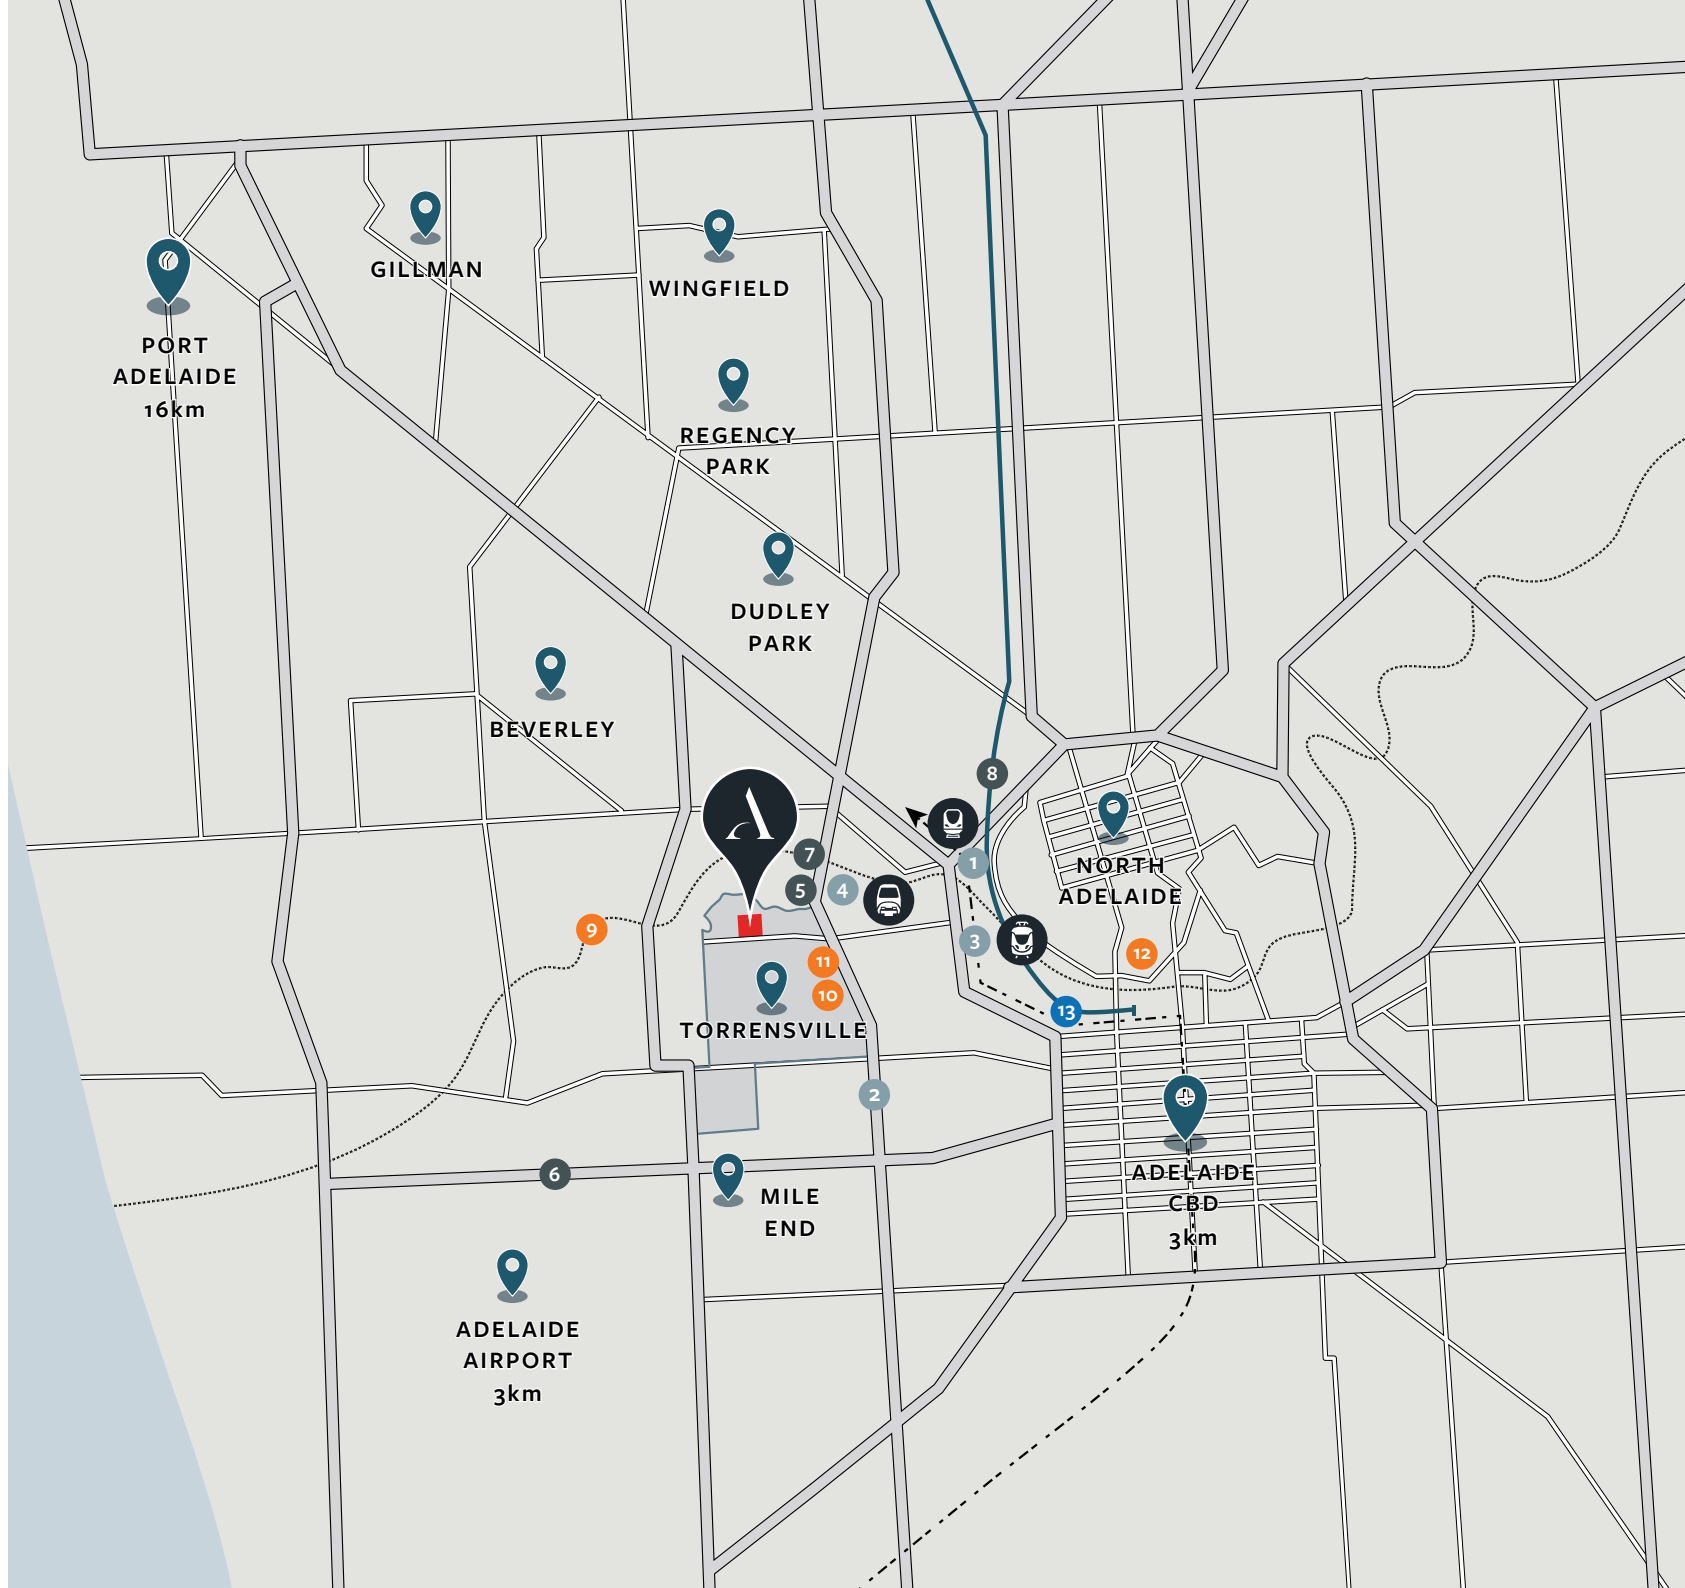 GILLMAN
WINGFIELD
PORT
ADELAIDE
16km
REGENCY
PARK
DUDLEY
PARK
BEVERLEY
8
A
7
1
NORTH
ADELAIDE
5
4
9
3
12
11
10
13
TORRENSVILLE
2
6
MILE
END
ADELAIDE
CBD
3km
ADELAIDE
AIRPORT
3km